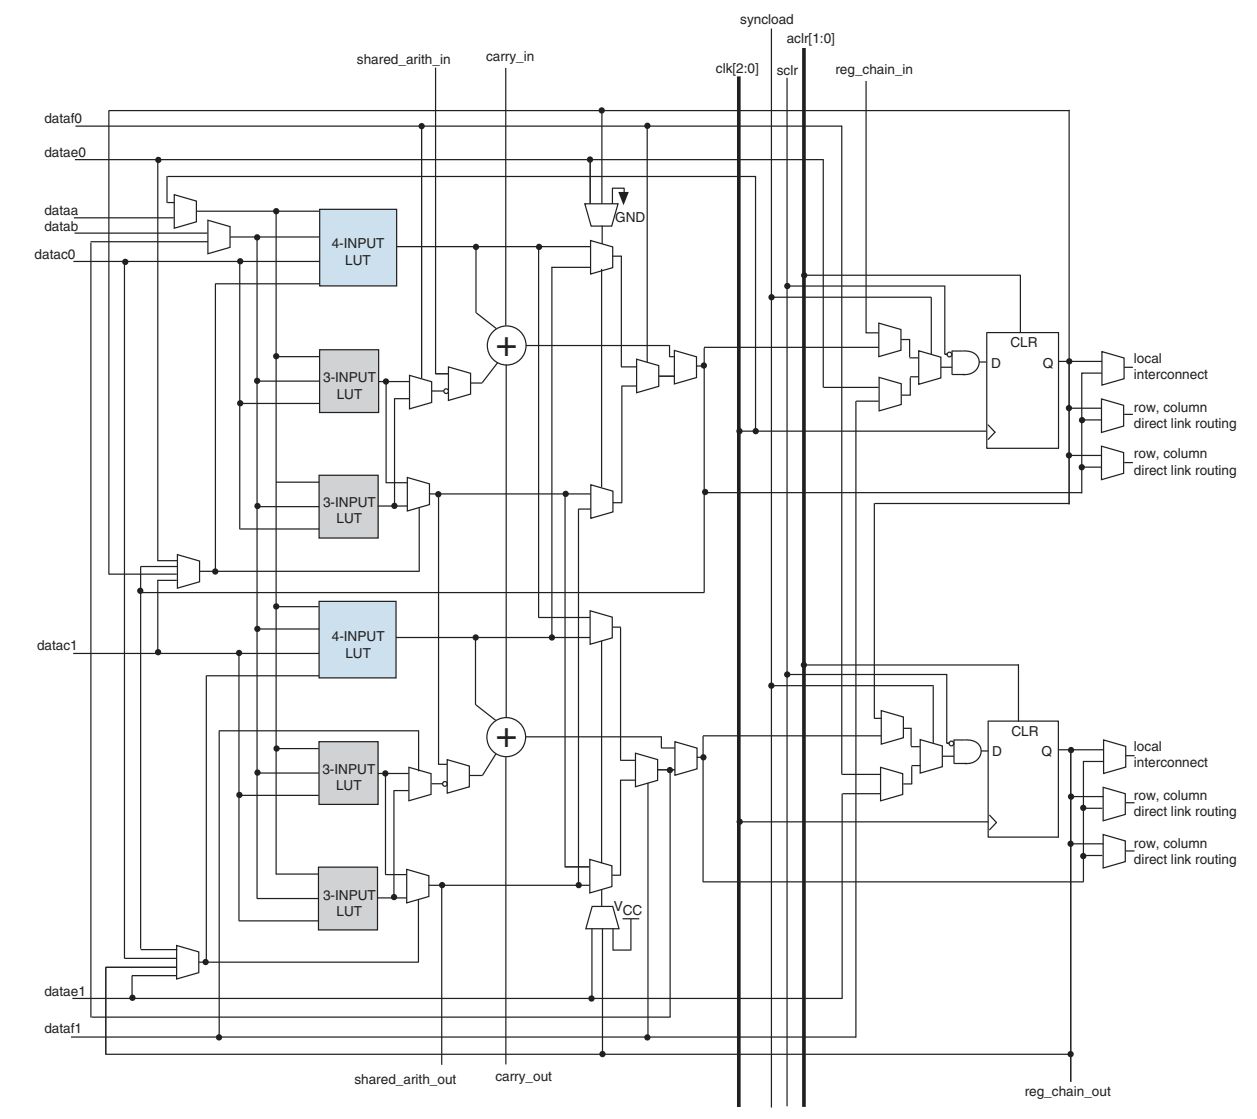 syncload
aclr[1:0]
shared_arith_in
carry_in
clk[2:0]
sclr
reg_chain_in
dataf0
datae0
dataa
datab
datac0
GND
4-INPUT
LUT
+
3-INPUT
LUT
CLR
D
Q
local
interconnect
row, column
direct link routing
row, column
direct link routing
3-INPUT
LUT
datac1
4-INPUT
LUT
+
3-INPUT
LUT
CLR
D
Q
local
interconnect
row, column
direct link routing
row, column
direct link routing
3-INPUT
LUT
VCC
datae1
dataf1
shared_arith_out
carry_out
reg_chain_out